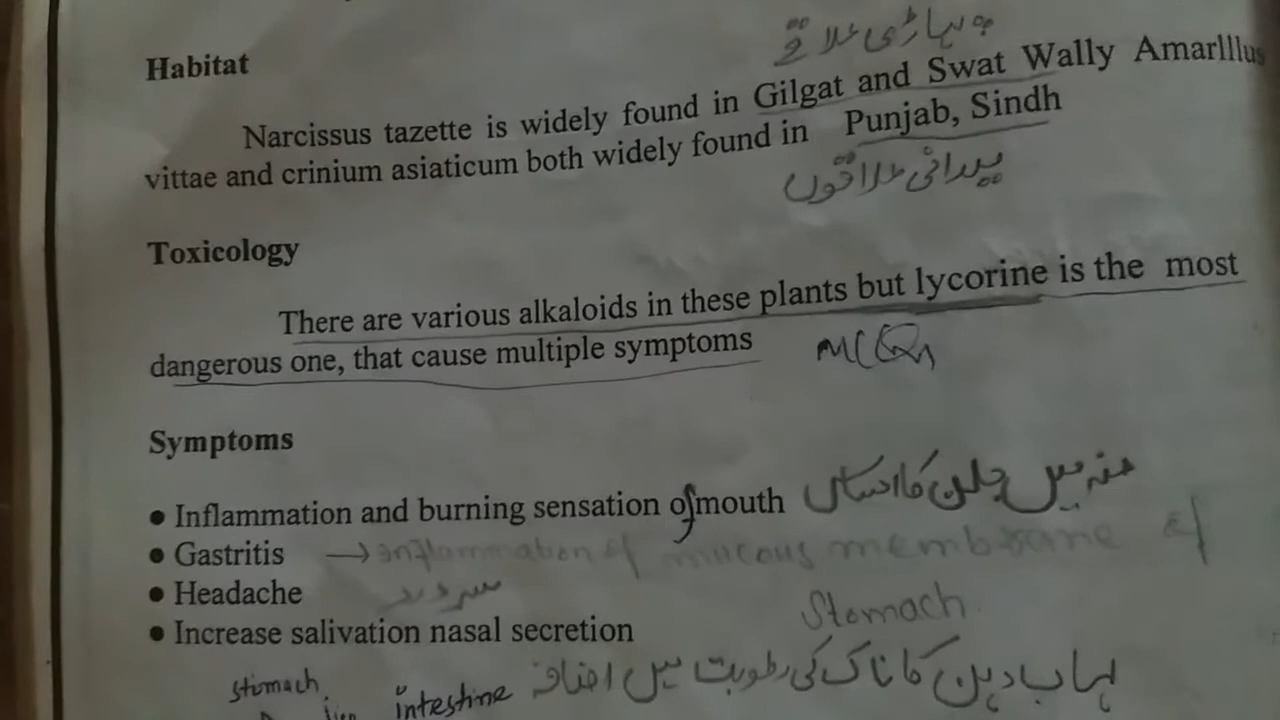 پہاڑی علاقے
Habitat
Narcissus tazette is widely found in Gilgat and Swat Wally Amarlllus
vittae and crinium asiaticum both widely found in Punjab, Sindh
میدانی علاقوں
Toxicology
There are various alkaloids in these plants but lycorine is the most
dangerous one, that cause multiple symptoms MCQs
Symptoms
• Inflammation and burning sensation of mouth منہ میں جلن کا احساس
• Gastritis → inflammation of mucous membrane of
Stomach
• Headache سر درد
• Increase salivation nasal secretion
لعاب دہن کا ناک کی رطوبت میں اضافہ
stomach intestine